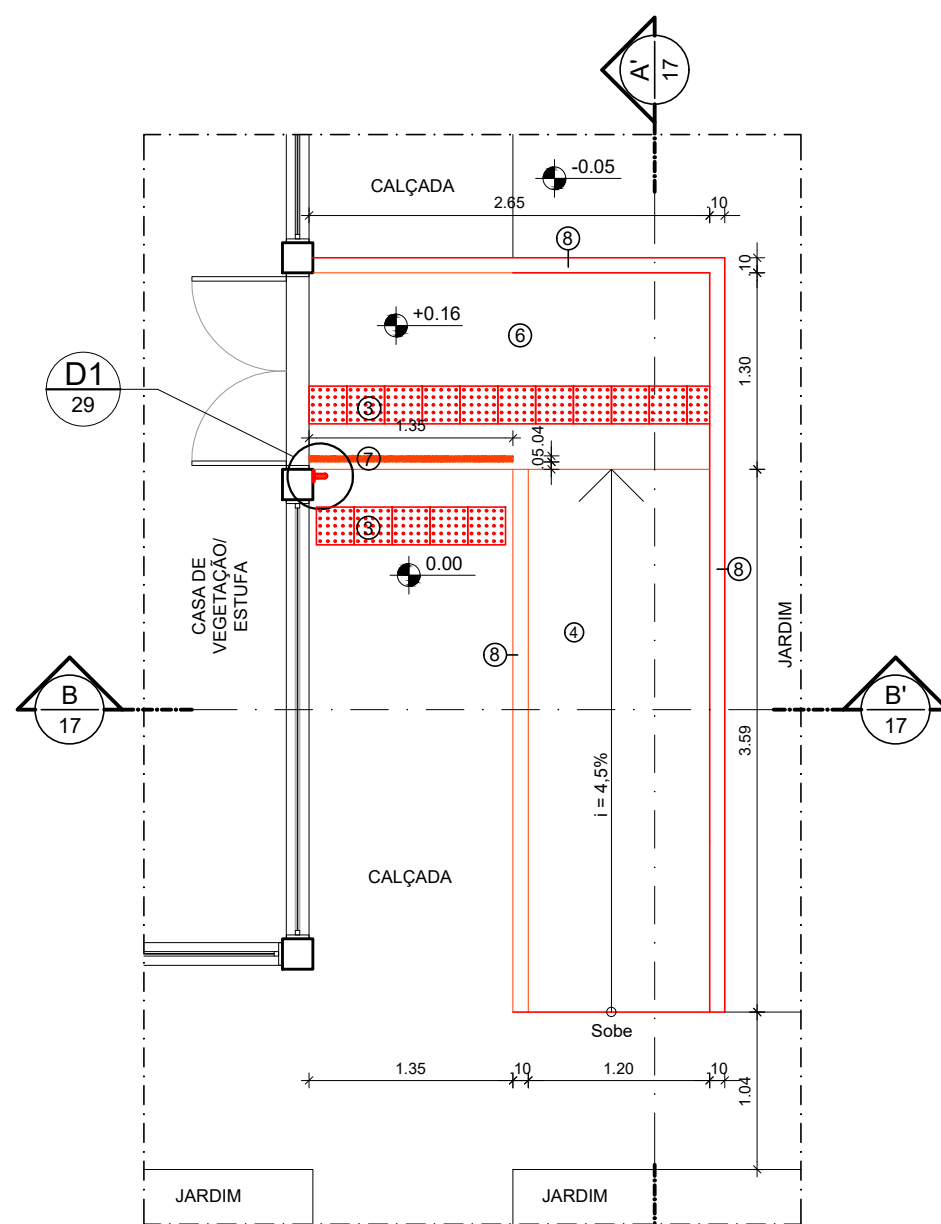 A'
17
-0.05
CALÇADA
2.65
10
8
10
+0.16
6
1.30
D1
29
3
1.35
.05
.04
7
3
0.00
CASA DE
VEGETAÇÃO/
ESTUFA
8
4
8
JARDIM
B
17
B'
17
3.59
i = 4,5%
CALÇADA
Sobe
1.35
10
1.20
10
1.04
JARDIM
JARDIM